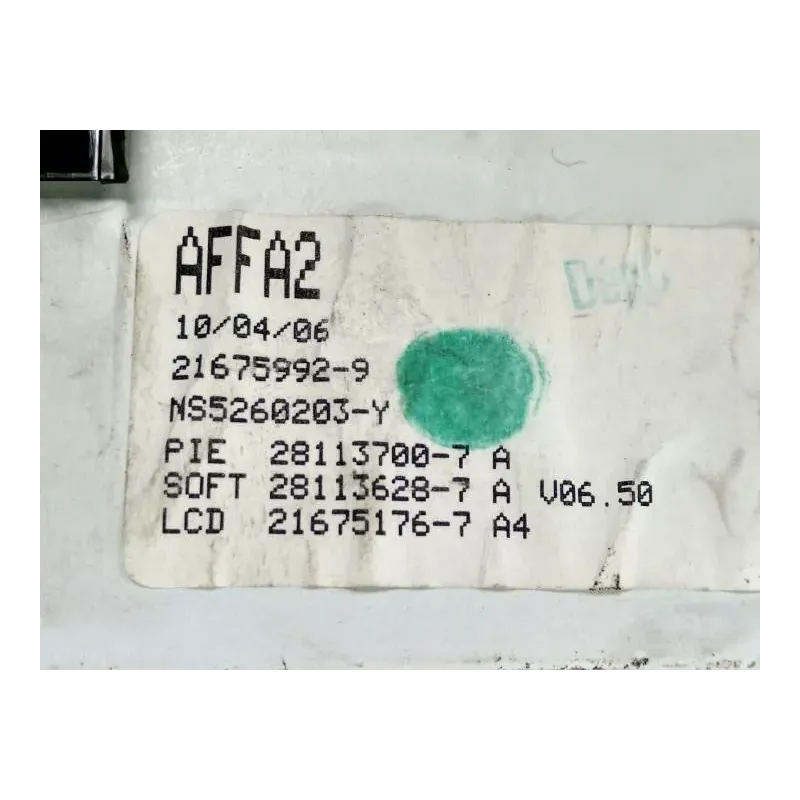 AFFA2
10/04/06
21675992-9
NS5260203-Y
PIE 28113700-7 A
SOFT 28113628-7 A V06.50
LCD 21675176-7 A4